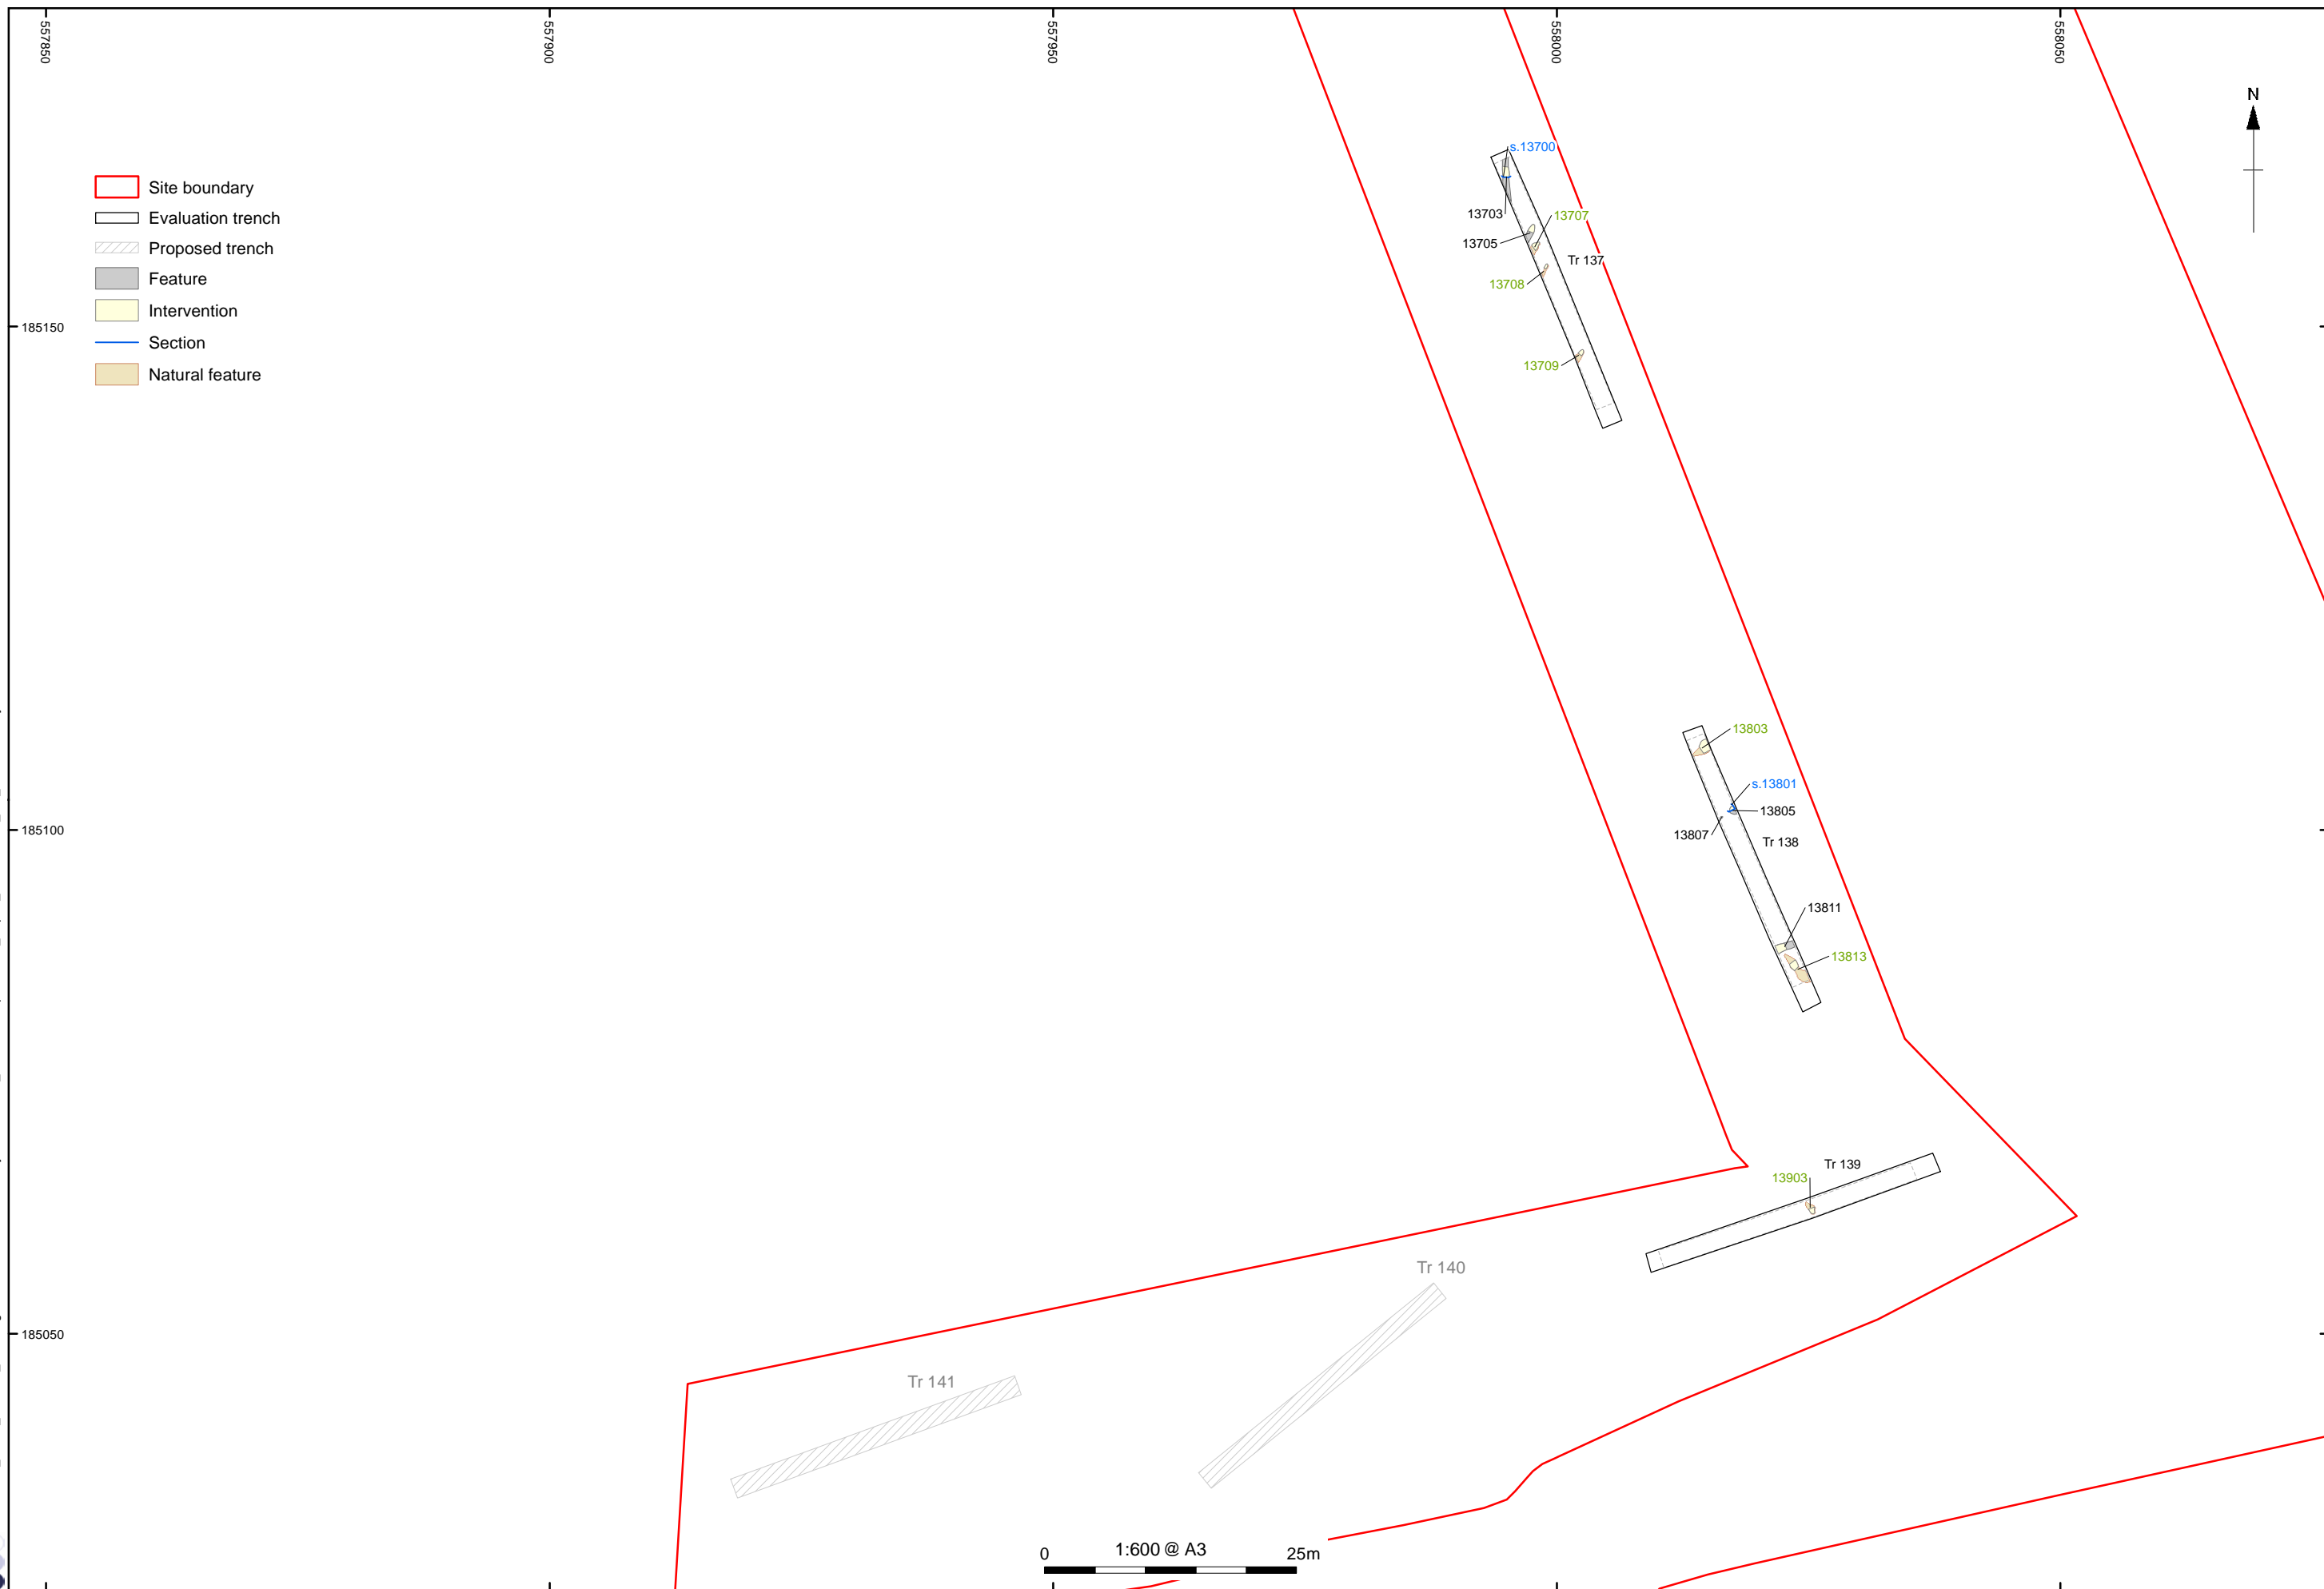 557850
557900
557950
558000
558050
N
s.13700
Site boundary
Evaluation trench
13703
13707
13705
Proposed trench
Tr 137
Feature
13708
Intervention
185150
Section
13709
Natural feature
13803
s.13801
13805
185100
13807
Tr 138
13811
13813
Tr 139
13903
Tr 140
185050
Tr 141
0
1:600 @ A3
25m